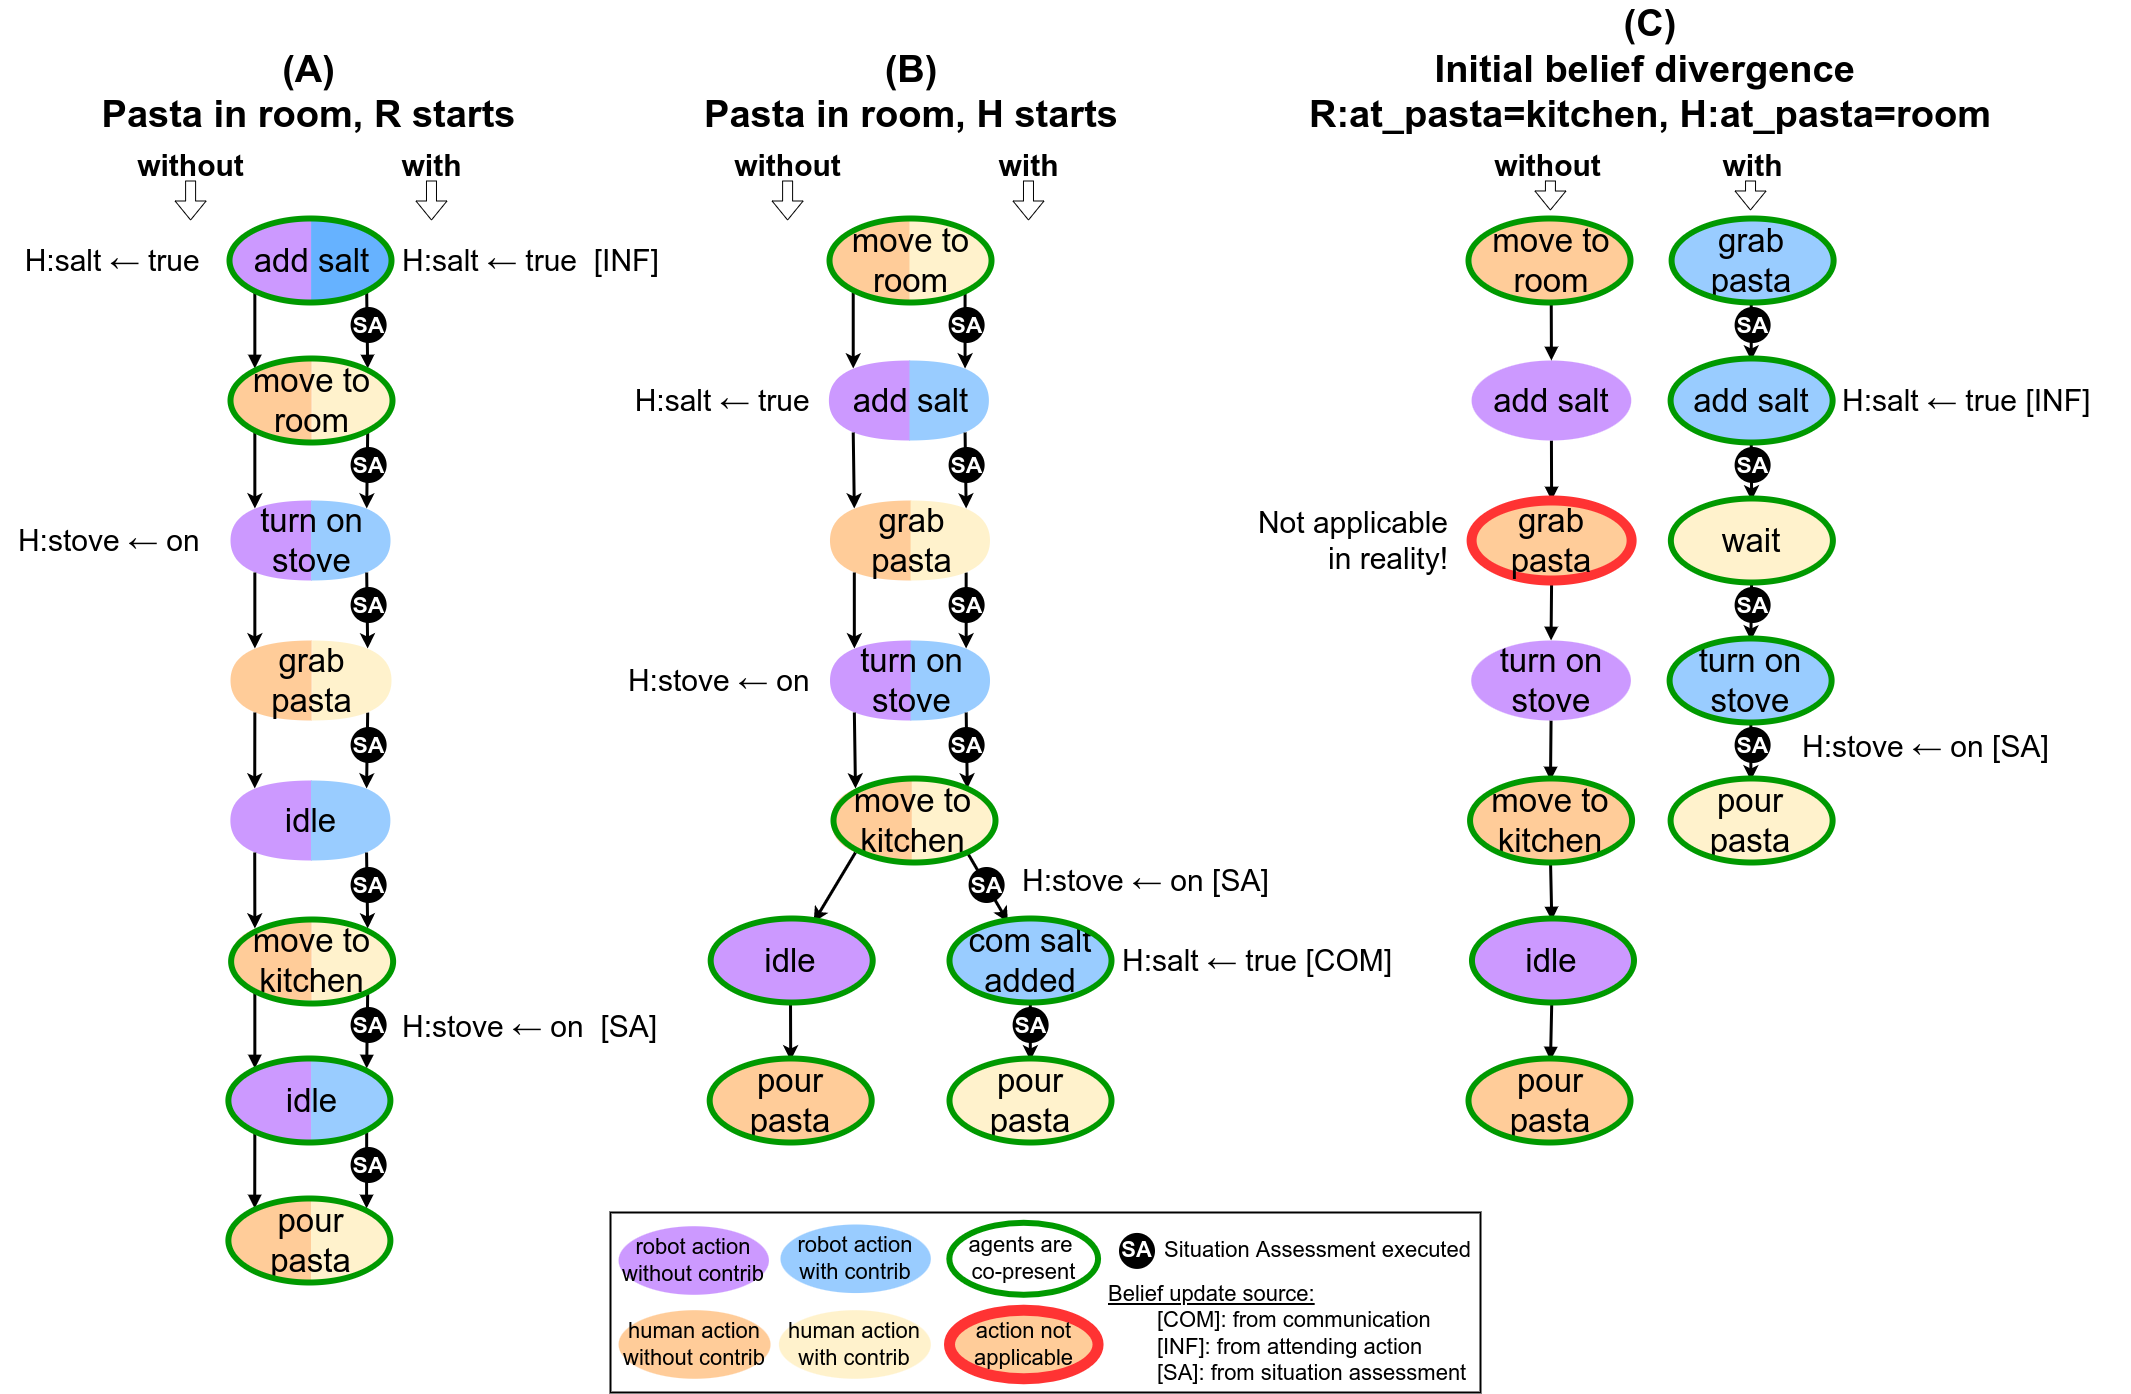 (A)
Pasta in room, R starts
without
with
H:salt ← true
add salt
H:salt ← true [INF]
SA
move to
room
SA
turn on
stove
H:stove ← on
SA
grab
pasta
SA
idle
SA
move to
kitchen
SA
H:stove ← on [SA]
idle
SA
pour
pasta
(B)
Pasta in room, H starts
without
with
move to
room
SA
H:salt ← true
add salt
SA
grab
pasta
SA
H:stove ← on
turn on
stove
SA
move to
kitchen
SA
H:stove ← on [SA]
idle
com salt
added
H:salt ← true [COM]
SA
pour
pasta
pour
pasta
(C)
Initial belief divergence
R:at_pasta=kitchen, H:at_pasta=room
without
with
move to
room
add salt
Not applicable
in reality!
grab
pasta
turn on
stove
move to
kitchen
idle
pour
pasta
grab
pasta
SA
add salt
H:salt ← true [INF]
SA
wait
SA
turn on
stove
SA
H:stove ← on [SA]
pour
pasta
robot action
without contrib
robot action
with contrib
agents are
co-present
SA Situation Assessment executed
human action
without contrib
human action
with contrib
action not
applicable
Belief update source:
[COM]: from communication
[INF]: from attending action
[SA]: from situation assessment